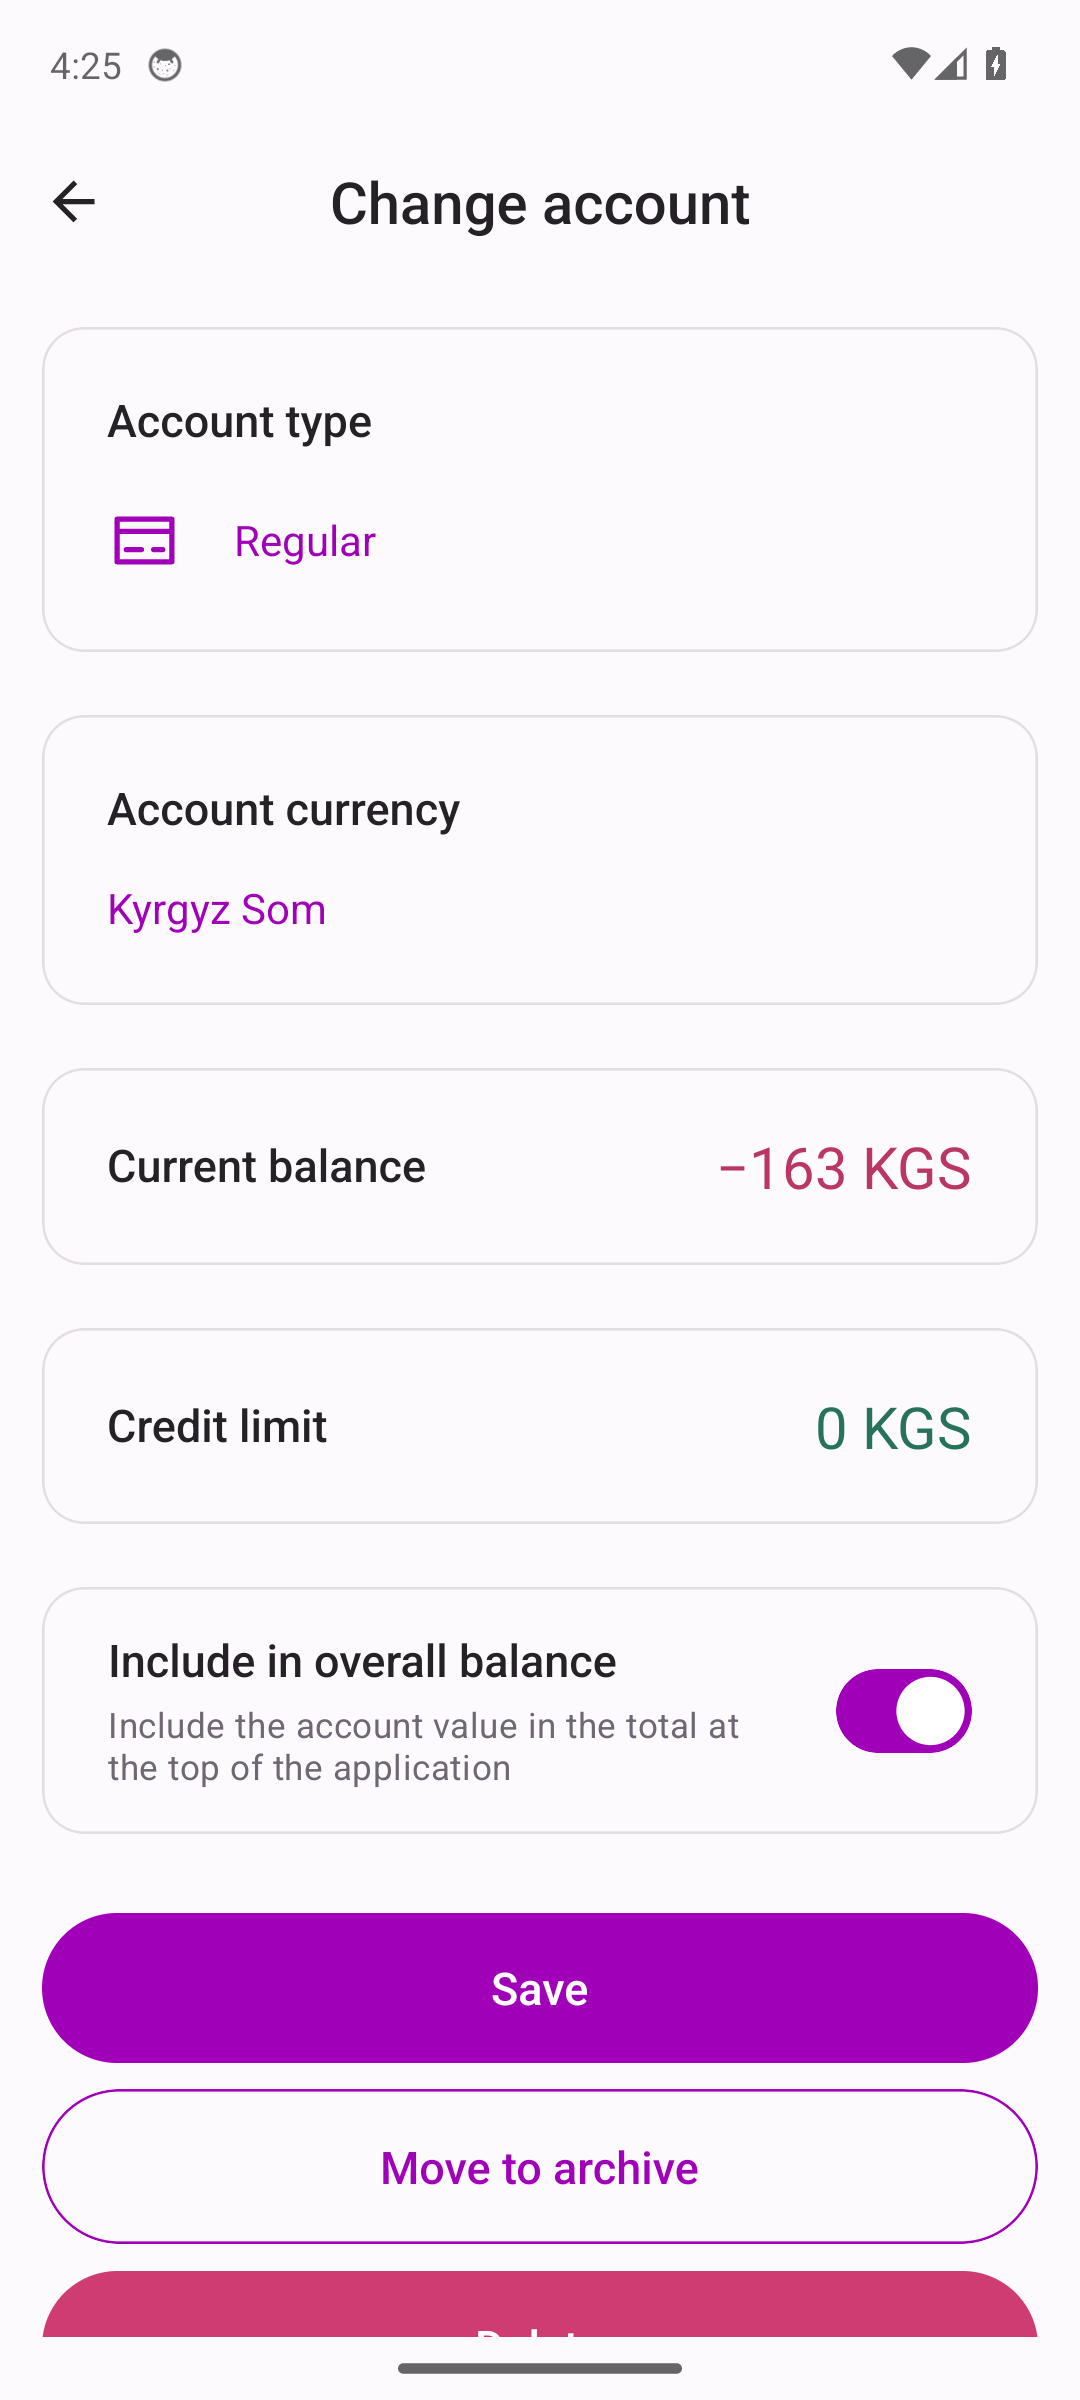 4:25
Change account
Account type
Regular
Account currency
Kyrgyz Som
Current balance
−163 KGS
Credit limit
0 KGS
Include in overall balance
Include the account value in the total at
the top of the application
Save
Move to archive